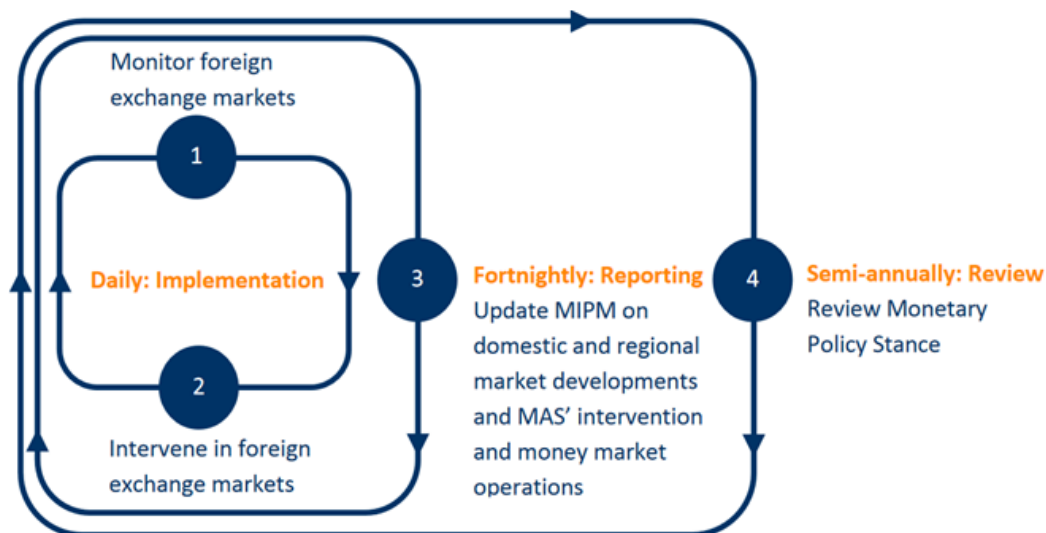 Monitor foreign
exchange markets
1
Daily: Implementation
2
Intervene in foreign
exchange markets
3
Fortnightly: Reporting
Update MIPM on
domestic and regional
market developments
and MAS’ intervention
and money market
operations
4
Semi-annually: Review
Review Monetary
Policy Stance